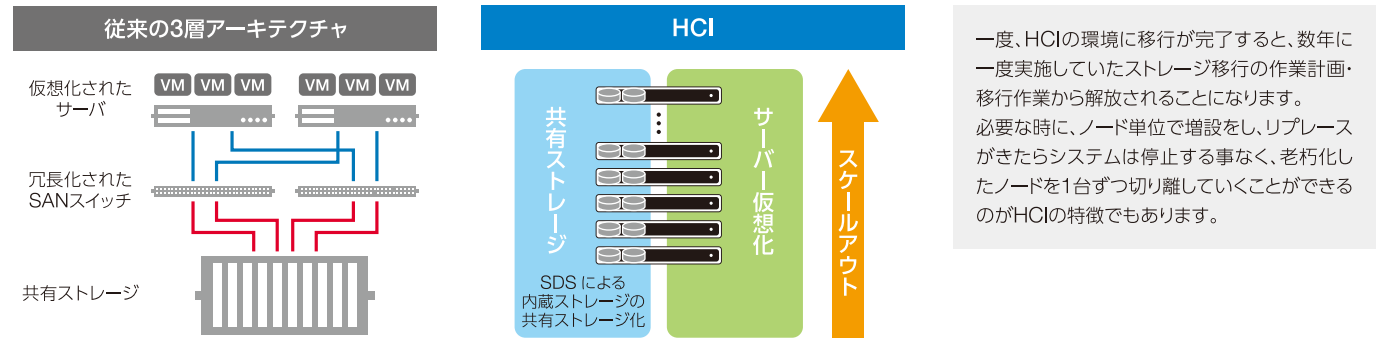 従来の3層アーキテクチャ
仮想化された
サーバ
VM VM VM VM VM VM
冗長化された
SANスイッチ
共有ストレージ
HCI
共有ストレージ
SDSによる
内蔵ストレージの
共有ストレージ化
サーバー仮想化
スケールアウト
一度、HCIの環境に移行が完了すると、数年に
一度実施していたストレージ移行の作業計画・
移行作業から解放されることになります。
必要な時に、ノード単位で増設をし、リプレース
がきたらシステムは停止する事なく、老朽化し
たノードを1台ずつ切り離していくことができる
のがHCIの特徴でもあります。